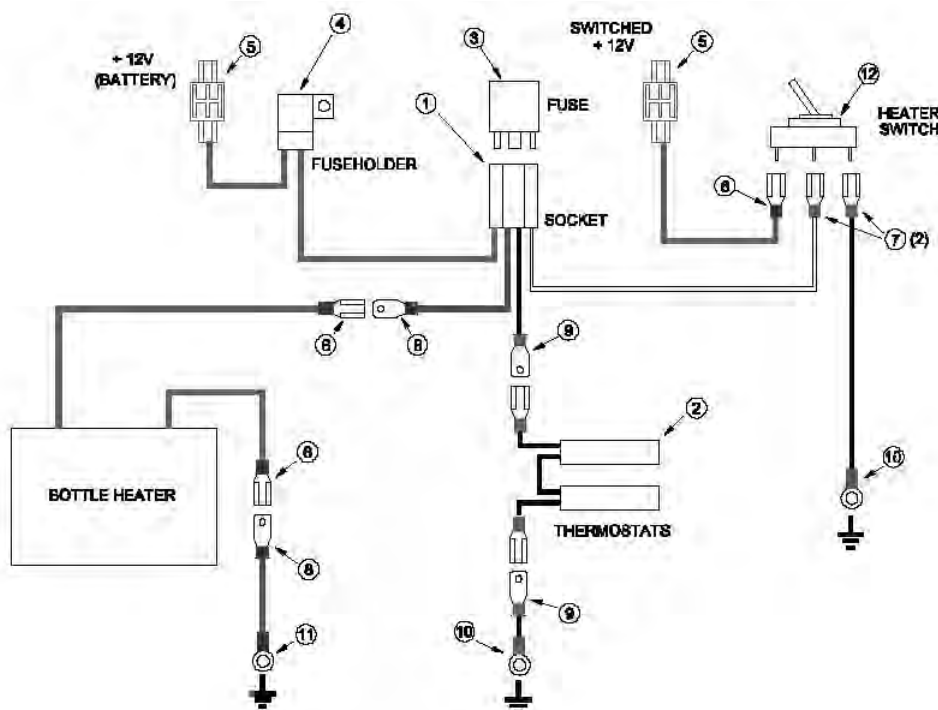 SWITCHED
+ 12V
4
3
5
+ 12V
(BATTERY)
5
12
1
FUSE
HEATER
SWITCH
FUSEHOLDER
6
SOCKET
7 (2)
6
8
9
2
6
10
BOTTLE HEATER
THERMOSTATS
8
9
11
10